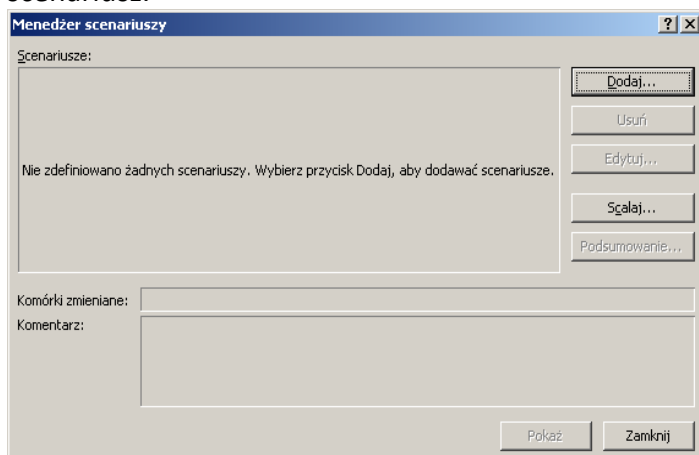 scenariusz.
Menedżer scenariuszy
Scenariusze:
Dodaj...
Usuń
Nie zdefiniowano żadnych scenariuszy. Wybierz przycisk Dodaj, aby dodawać scenariusze.
Edytuj...
Scalaj...
Podsumowanie...
Komórki zmieniane:
Komentarz:
Pokaż
Zamknij